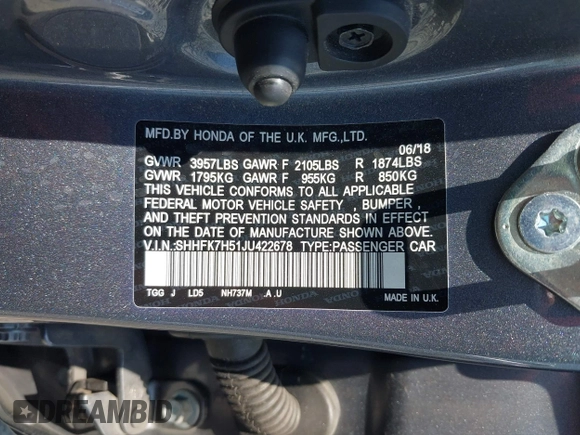 MFD.BY HONDA OF THE U.K. MFG.,LTD.
06/18
GVWR 3957LBS GAWR F 2105LBS R 1874LBS
GVWR 1795KG GAWR F 955KG R 850KG
THIS VEHICLE CONFORMS TO ALL APPLICABLE
FEDERAL MOTOR VEHICLE SAFETY , BUMPER ,
AND THEFT PREVENTION STANDARDS IN EFFECT
ON THE DATE OF MANUFACTURE SHOWN ABOVE.
V.I.N.:SHHFK7H51JU422678 TYPE:PASSENGER CAR
TGG J LD5 NH737M .A .U MADE IN U.K.
DREAMBID